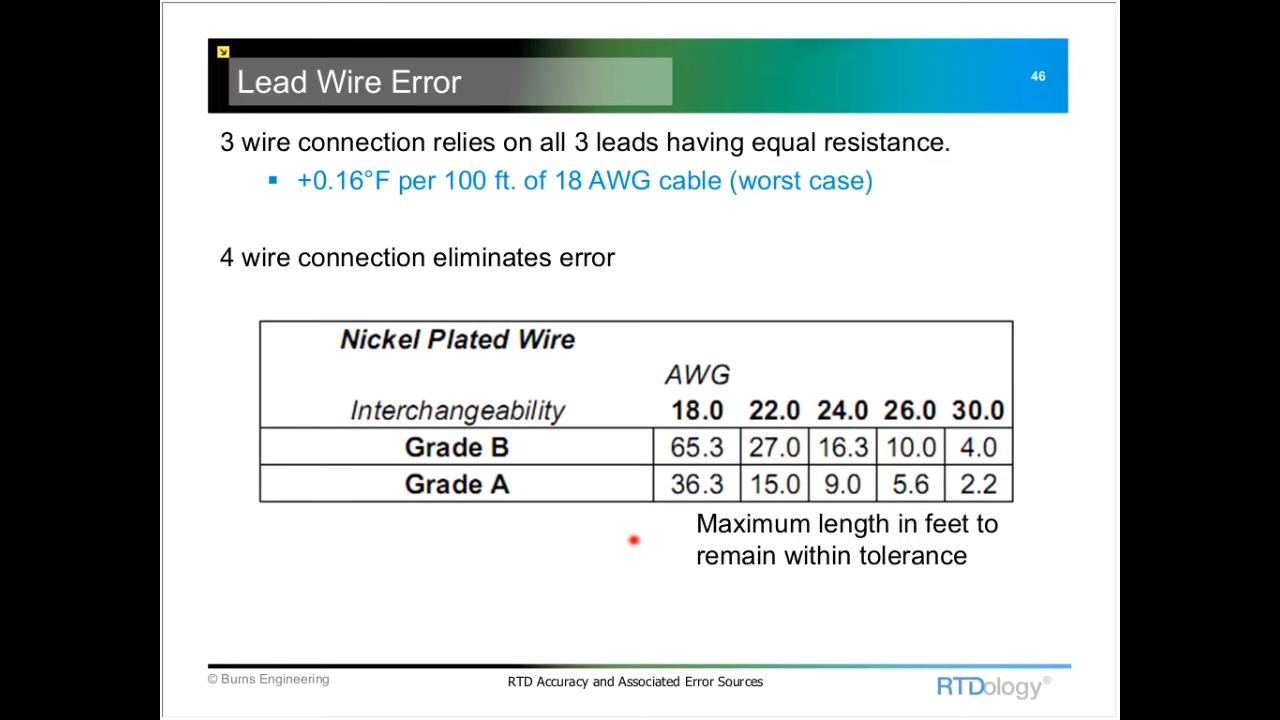 Lead Wire Error
46
3 wire connection relies on all 3 leads having equal resistance.
▪ +0.16°F per 100 ft. of 18 AWG cable (worst case)
4 wire connection eliminates error
Nickel Plated Wire
AWG
Interchangeability 18.0 22.0 24.0 26.0 30.0
Grade B 65.3 27.0 16.3 10.0 4.0
Grade A 36.3 15.0 9.0 5.6 2.2
Maximum length in feet to
remain within tolerance
© Burns Engineering
RTD Accuracy and Associated Error Sources
RTDology®